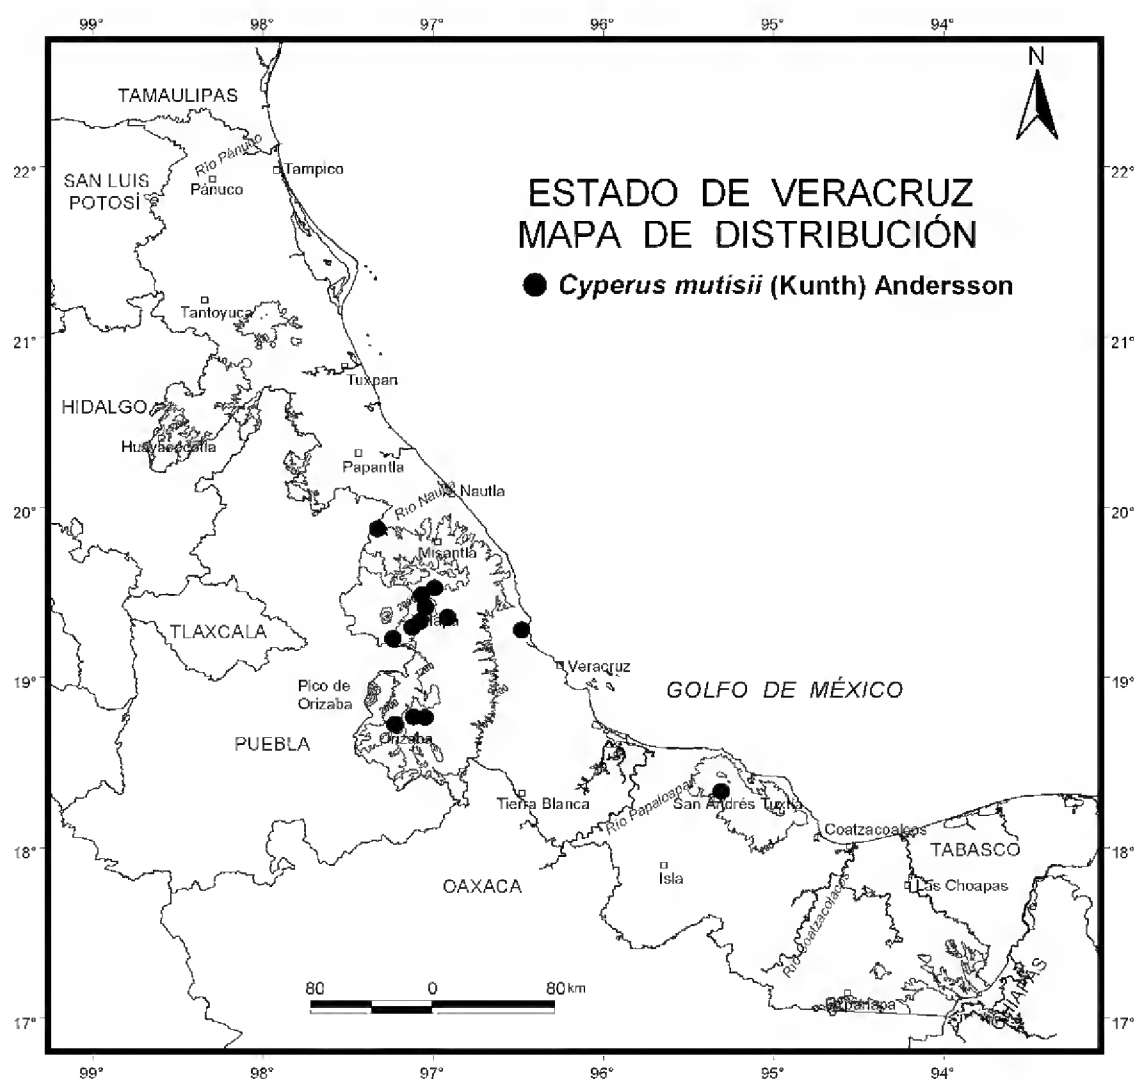 99° 98° 97° 96° 95° 94°
N
TAMAULIPAS
Río Pánuco
22° Tampico 22°
SAN LUIS
POTOSÍ
Pánuco
ESTADO DE VERACRUZ
MAPA DE DISTRIBUCIÓN
Cyperus mutisii (Kunth) Andersson
Tantoyuca
21° 21°
Tuxpan
HIDALGO
Huayacocotla
Papantla
Río Nautla
Nautla
20° 20°
Misantla
TLAXCALA
19° 19°
Veracruz
Pico de
Orizaba
GOLFO DE MÉXICO
PUEBLA
Orizaba
Tierra Blanca
Río Papaloapan
San Andrés Tuxtla
Coatzacoalcos
18° TABASCO 18°
OAXACA
Isla
Las Choapas
Río Coatzacoalcos
CHIAPAS
80 0 80 km
17° 17°
99° 98° 97° 96° 95° 94°